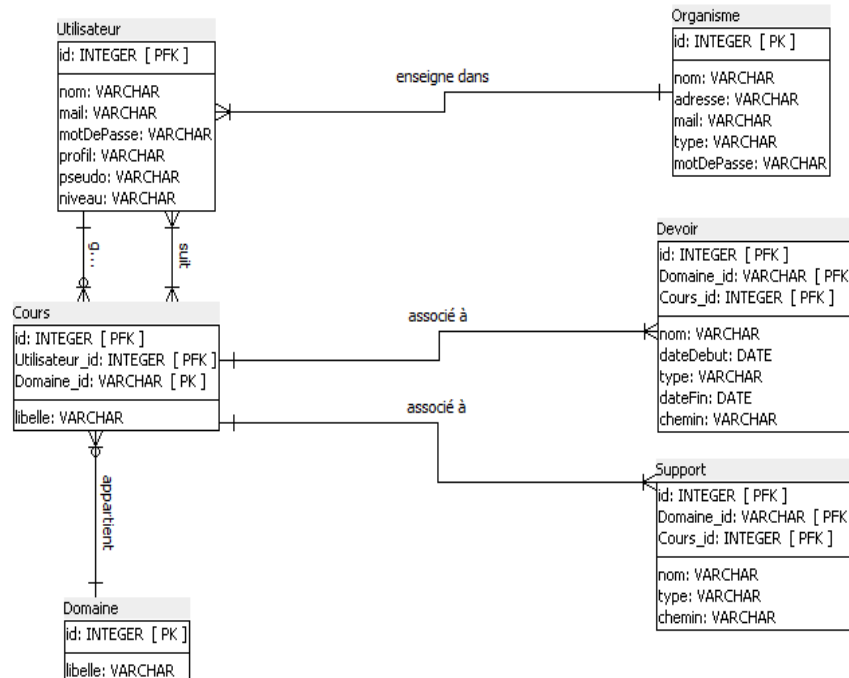 Utilisateur
id: INTEGER [ PFK ]
nom: VARCHAR
mail: VARCHAR
motDePasse: VARCHAR
profil: VARCHAR
pseudo: VARCHAR
niveau: VARCHAR
enseigne dans
Organisme
id: INTEGER [ PK ]
nom: VARCHAR
adresse: VARCHAR
mail: VARCHAR
type: VARCHAR
motDePasse: VARCHAR
g...
suit
Cours
id: INTEGER [ PFK ]
Utilisateur_id: INTEGER [ PFK ]
Domaine_id: VARCHAR [ PK ]
libelle: VARCHAR
associé à
Devoir
id: INTEGER [ PFK ]
Domaine_id: VARCHAR [ PFK
Cours_id: INTEGER [ PFK ]
nom: VARCHAR
dateDebut: DATE
type: VARCHAR
dateFin: DATE
chemin: VARCHAR
associé à
Support
id: INTEGER [ PFK ]
Domaine_id: VARCHAR [ PFK
Cours_id: INTEGER [ PFK ]
nom: VARCHAR
type: VARCHAR
chemin: VARCHAR
appartient
Domaine
id: INTEGER [ PK ]
libelle: VARCHAR